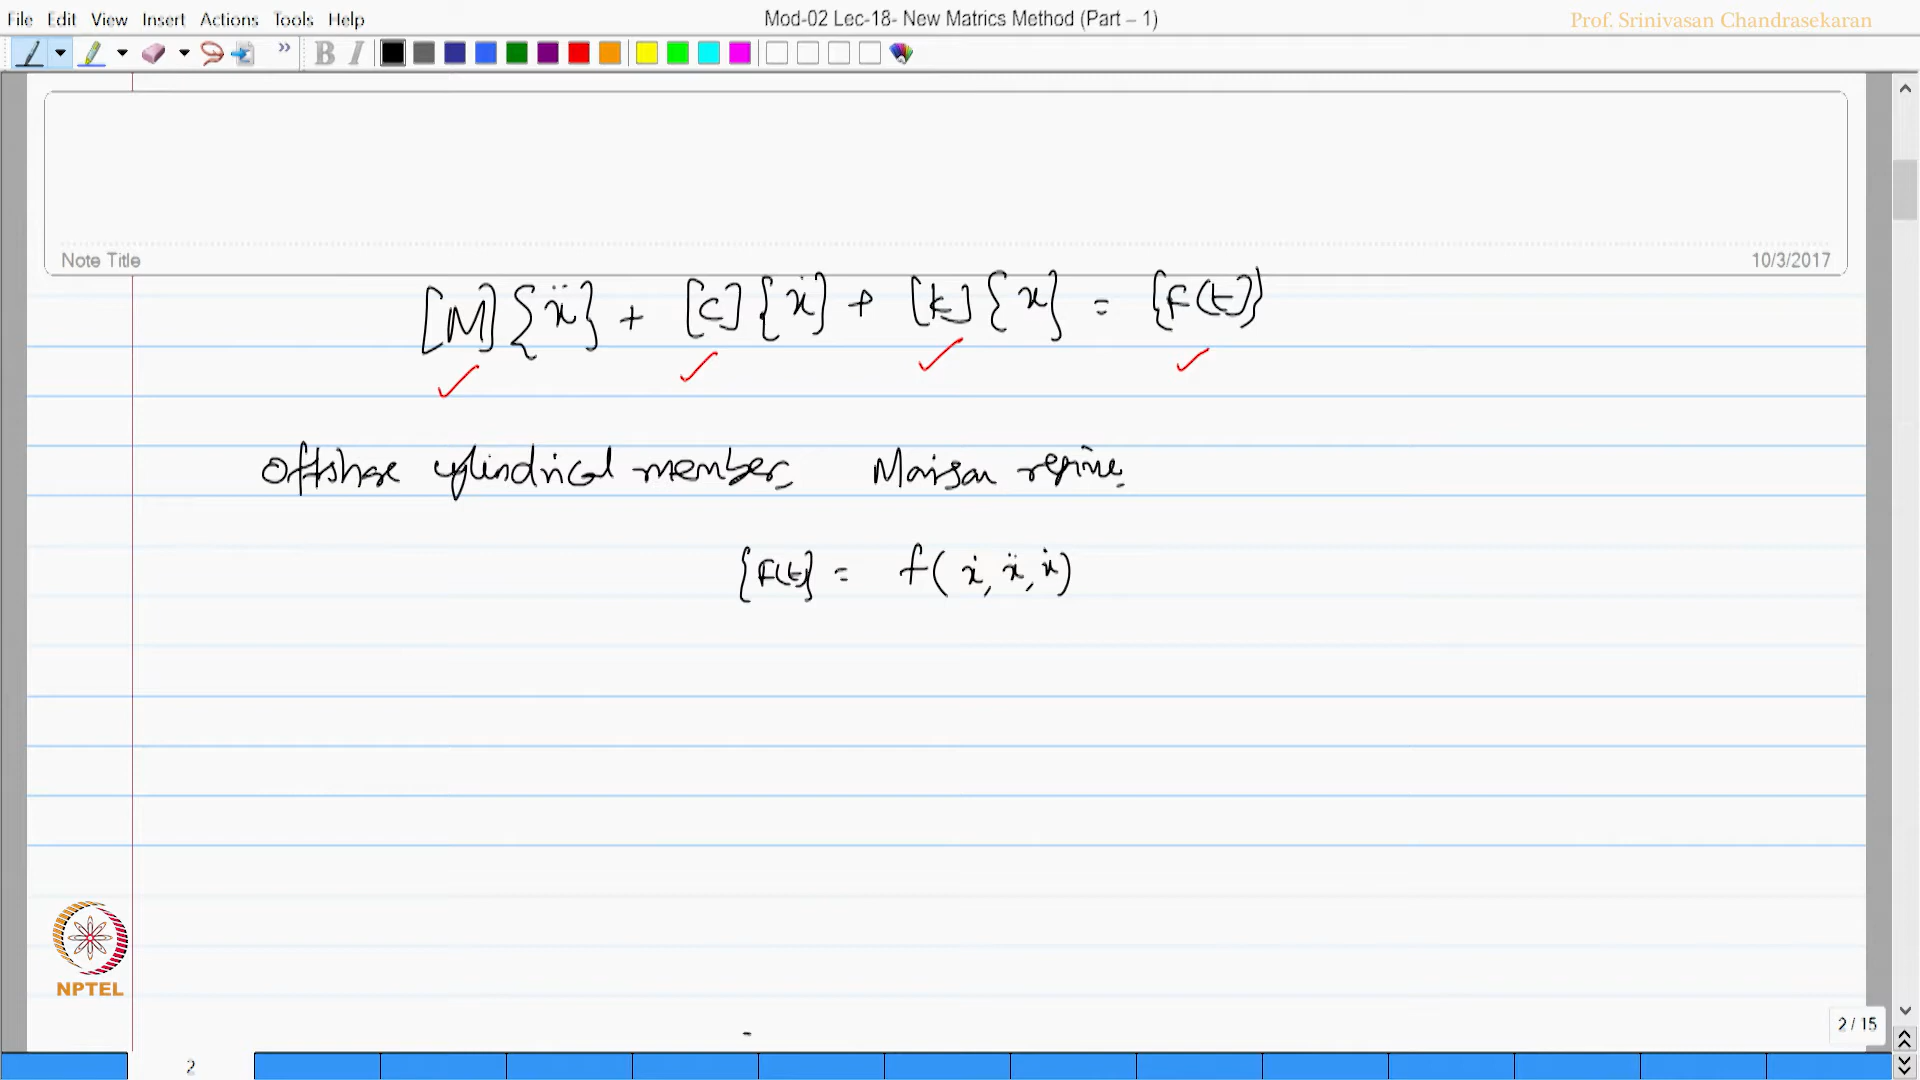 File Edit View Insert Actions Tools Help
Mod-02 Lec-18- New Matrics Method (Part – 1)
Prof. Srinivasan Chandrasekaran
B I
Note Title
10/3/2017
[M]{ẍ} + [C]{ẋ} + [K]{x} = {F(t)}
Offshore cylindrical member, Morison regime,
{F(t)} = f(ẋ, ẍ, ẋ)
NPTEL
2 / 15
2